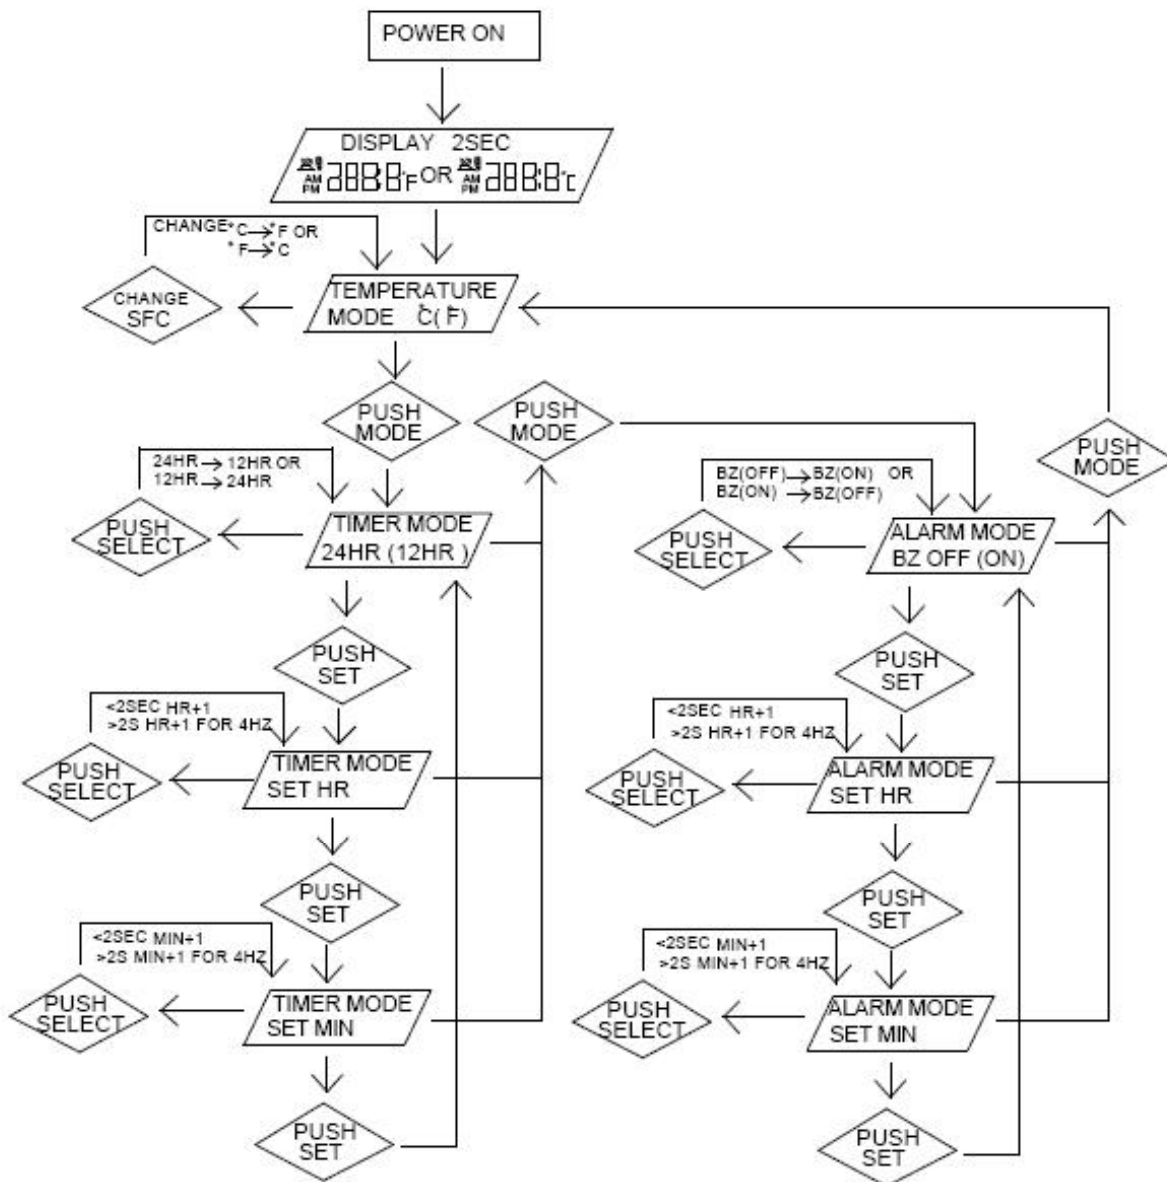 POWER ON
DISPLAY 2SEC
AM
PM
288:8°F OR
AM
PM
288:8°C
CHANGE °C→°F OR
°F→°C
CHANGE
SFC
TEMPERATURE
MODE °C(°F)
PUSH
MODE
PUSH
MODE
PUSH
MODE
24HR→12HR OR
12HR→24HR
PUSH
SELECT
TIMER MODE
24HR (12HR )
BZ(OFF)→BZ(ON) OR
BZ(ON) →BZ(OFF)
PUSH
SELECT
ALARM MODE
BZ OFF (ON)
PUSH
SET
PUSH
SET
<2SEC HR+1
>2S HR+1 FOR 4HZ
PUSH
SELECT
TIMER MODE
SET HR
<2SEC HR+1
>2S HR+1 FOR 4HZ
PUSH
SELECT
ALARM MODE
SET HR
PUSH
SET
PUSH
SET
<2SEC MIN+1
>2S MIN+1 FOR 4HZ
PUSH
SELECT
TIMER MODE
SET MIN
<2SEC MIN+1
>2S MIN+1 FOR 4HZ
PUSH
SELECT
ALARM MODE
SET MIN
PUSH
SET
PUSH
SET